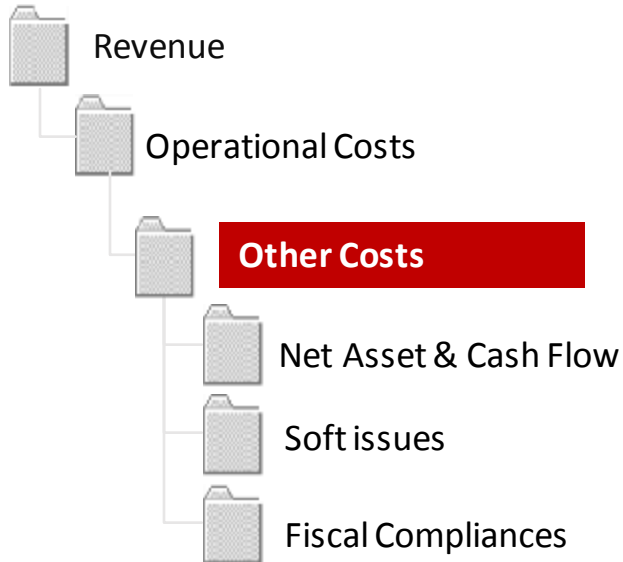 Revenue
Operational Costs
Other Costs
Net Asset & Cash Flow
Soft issues
Fiscal Compliances